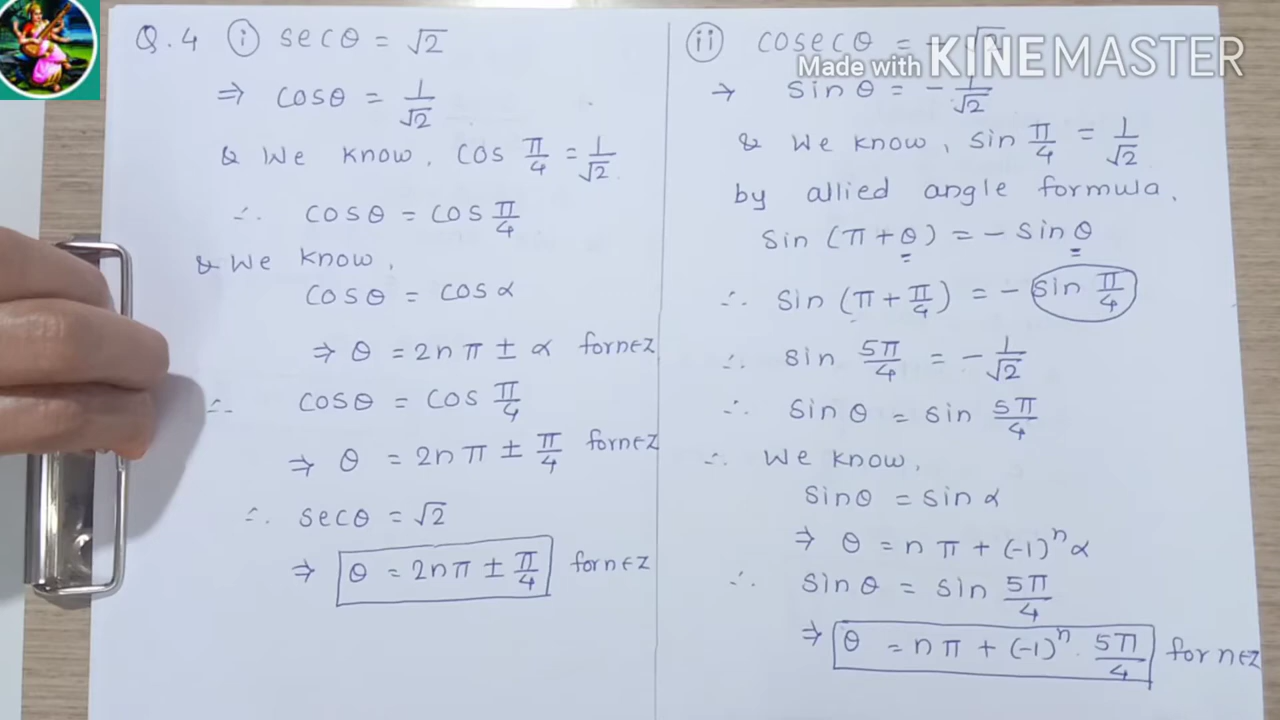 Q.4 (i) secθ = √2
⇒ cosθ = 1/√2
& We know, cos π/4 = 1/√2
∴ cosθ = cos π/4
& We know,
cosθ = cosα
⇒ θ = 2nπ ± α for n∈Z
∴ cosθ = cos π/4
⇒ θ = 2nπ ± π/4 for n∈Z
∴ secθ = √2
⇒ θ = 2nπ ± π/4 for n∈Z
(ii) cosecθ = -√2
Made with KINEMASTER
→ sinθ = -1/√2
& We know, sin π/4 = 1/√2
by allied angle formula,
sin (π + θ) = - sinθ
∴ sin (π + π/4) = - sin π/4
∴ sin 5π/4 = -1/√2
∴ sinθ = sin 5π/4
∴ We know,
sinθ = sinα
⇒ θ = nπ + (-1)ⁿα
∴ sinθ = sin 5π/4
⇒ θ = nπ + (-1)ⁿ. 5π/4 for n∈Z